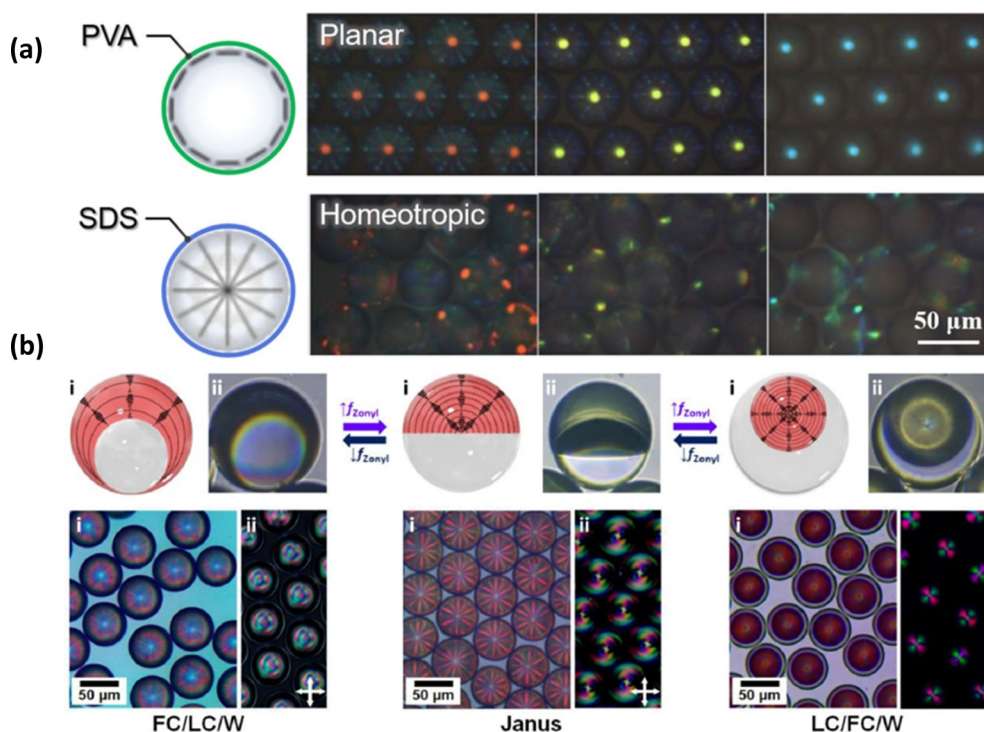 (a)
PVA
Planar
SDS
Homeotropic
50 µm
(b)
i
ii
↑fZonyl
↓fZonyl
i
ii
↑fZonyl
↓fZonyl
i
ii
i
ii
50 µm
FC/LC/W
i
ii
50 µm
Janus
i
50 µm
LC/FC/W